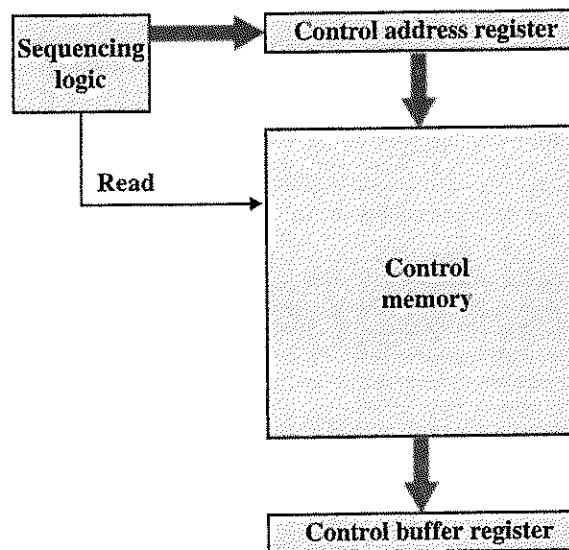 Sequencing
logic
Control address register
Read
Control
memory
Control buffer register